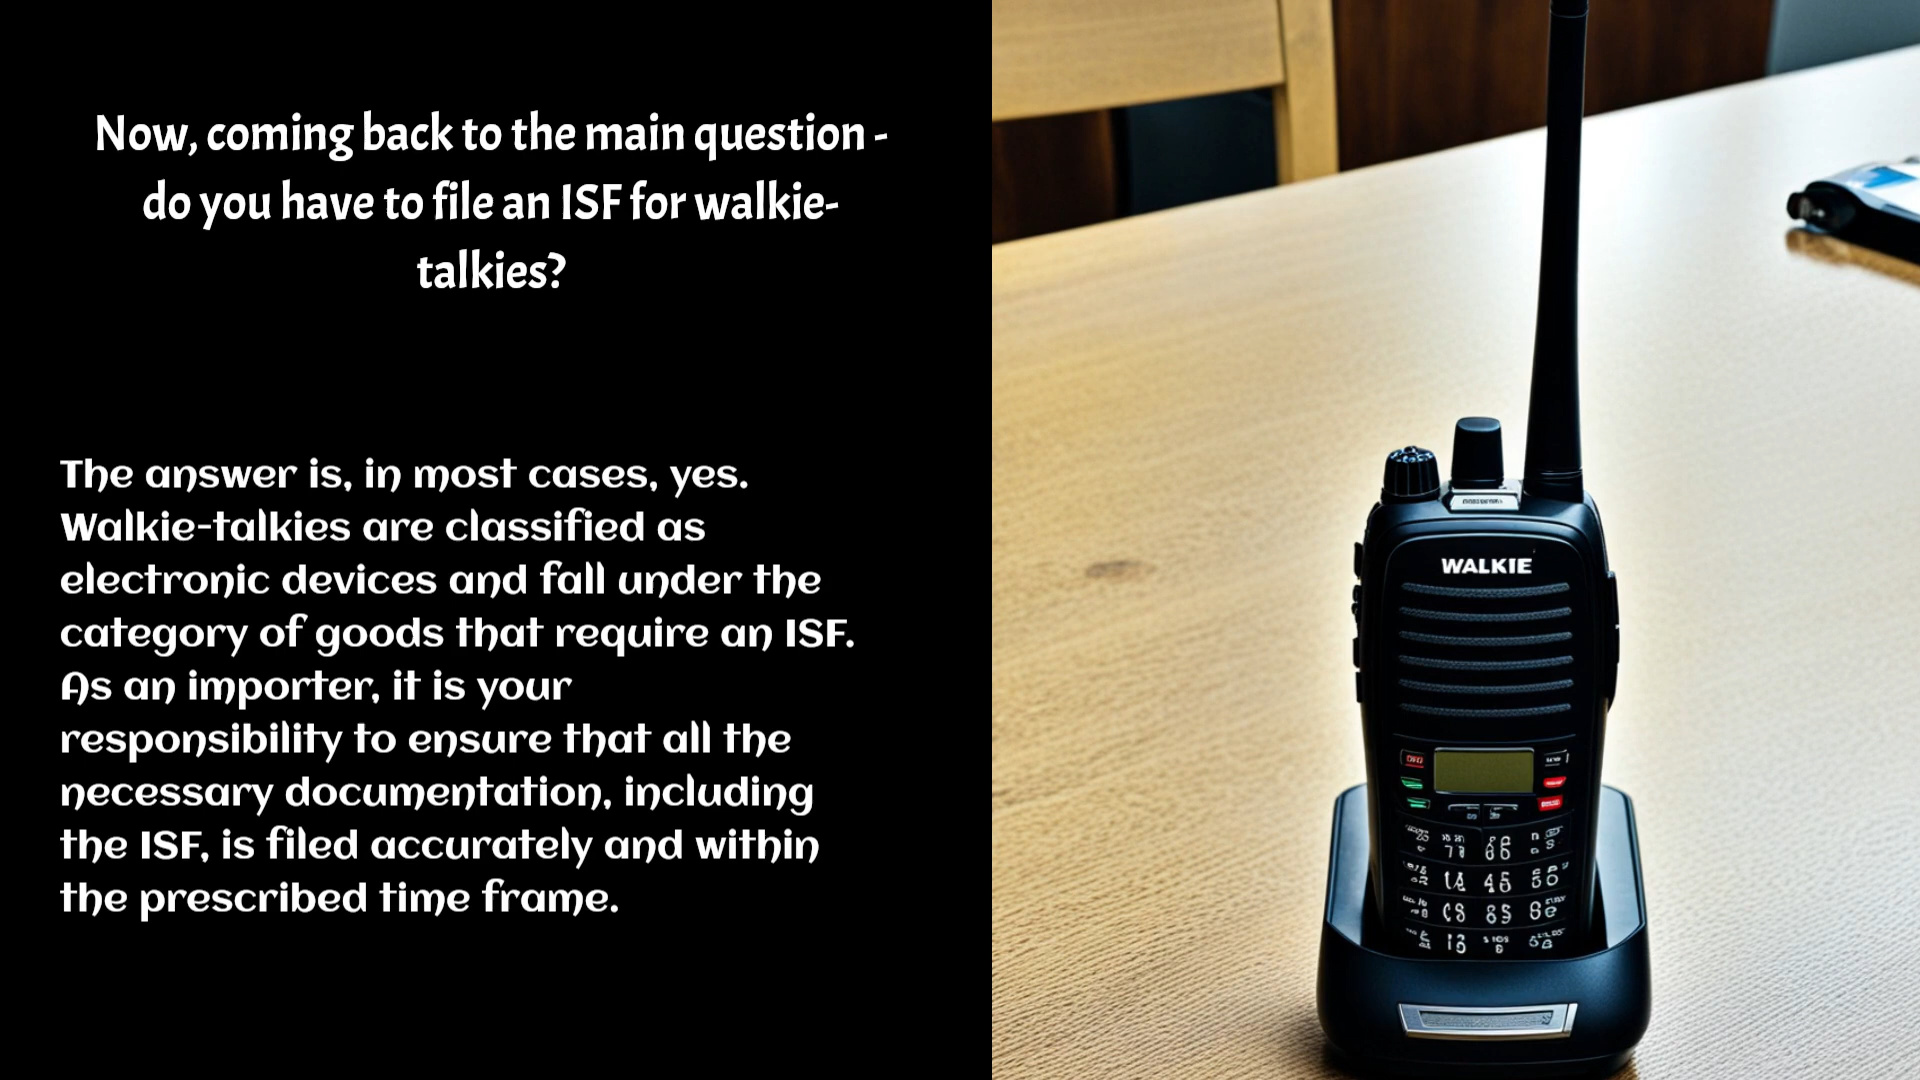 Now, coming back to the main question -
do you have to file an ISF for walkie-
talkies?
The answer is, in most cases, yes.
Walkie-talkies are classified as
electronic devices and fall under the
category of goods that require an ISF.
As an importer, it is your
responsibility to ensure that all the
necessary documentation, including
the ISF, is filed accurately and within
the prescribed time frame.
WALKIE